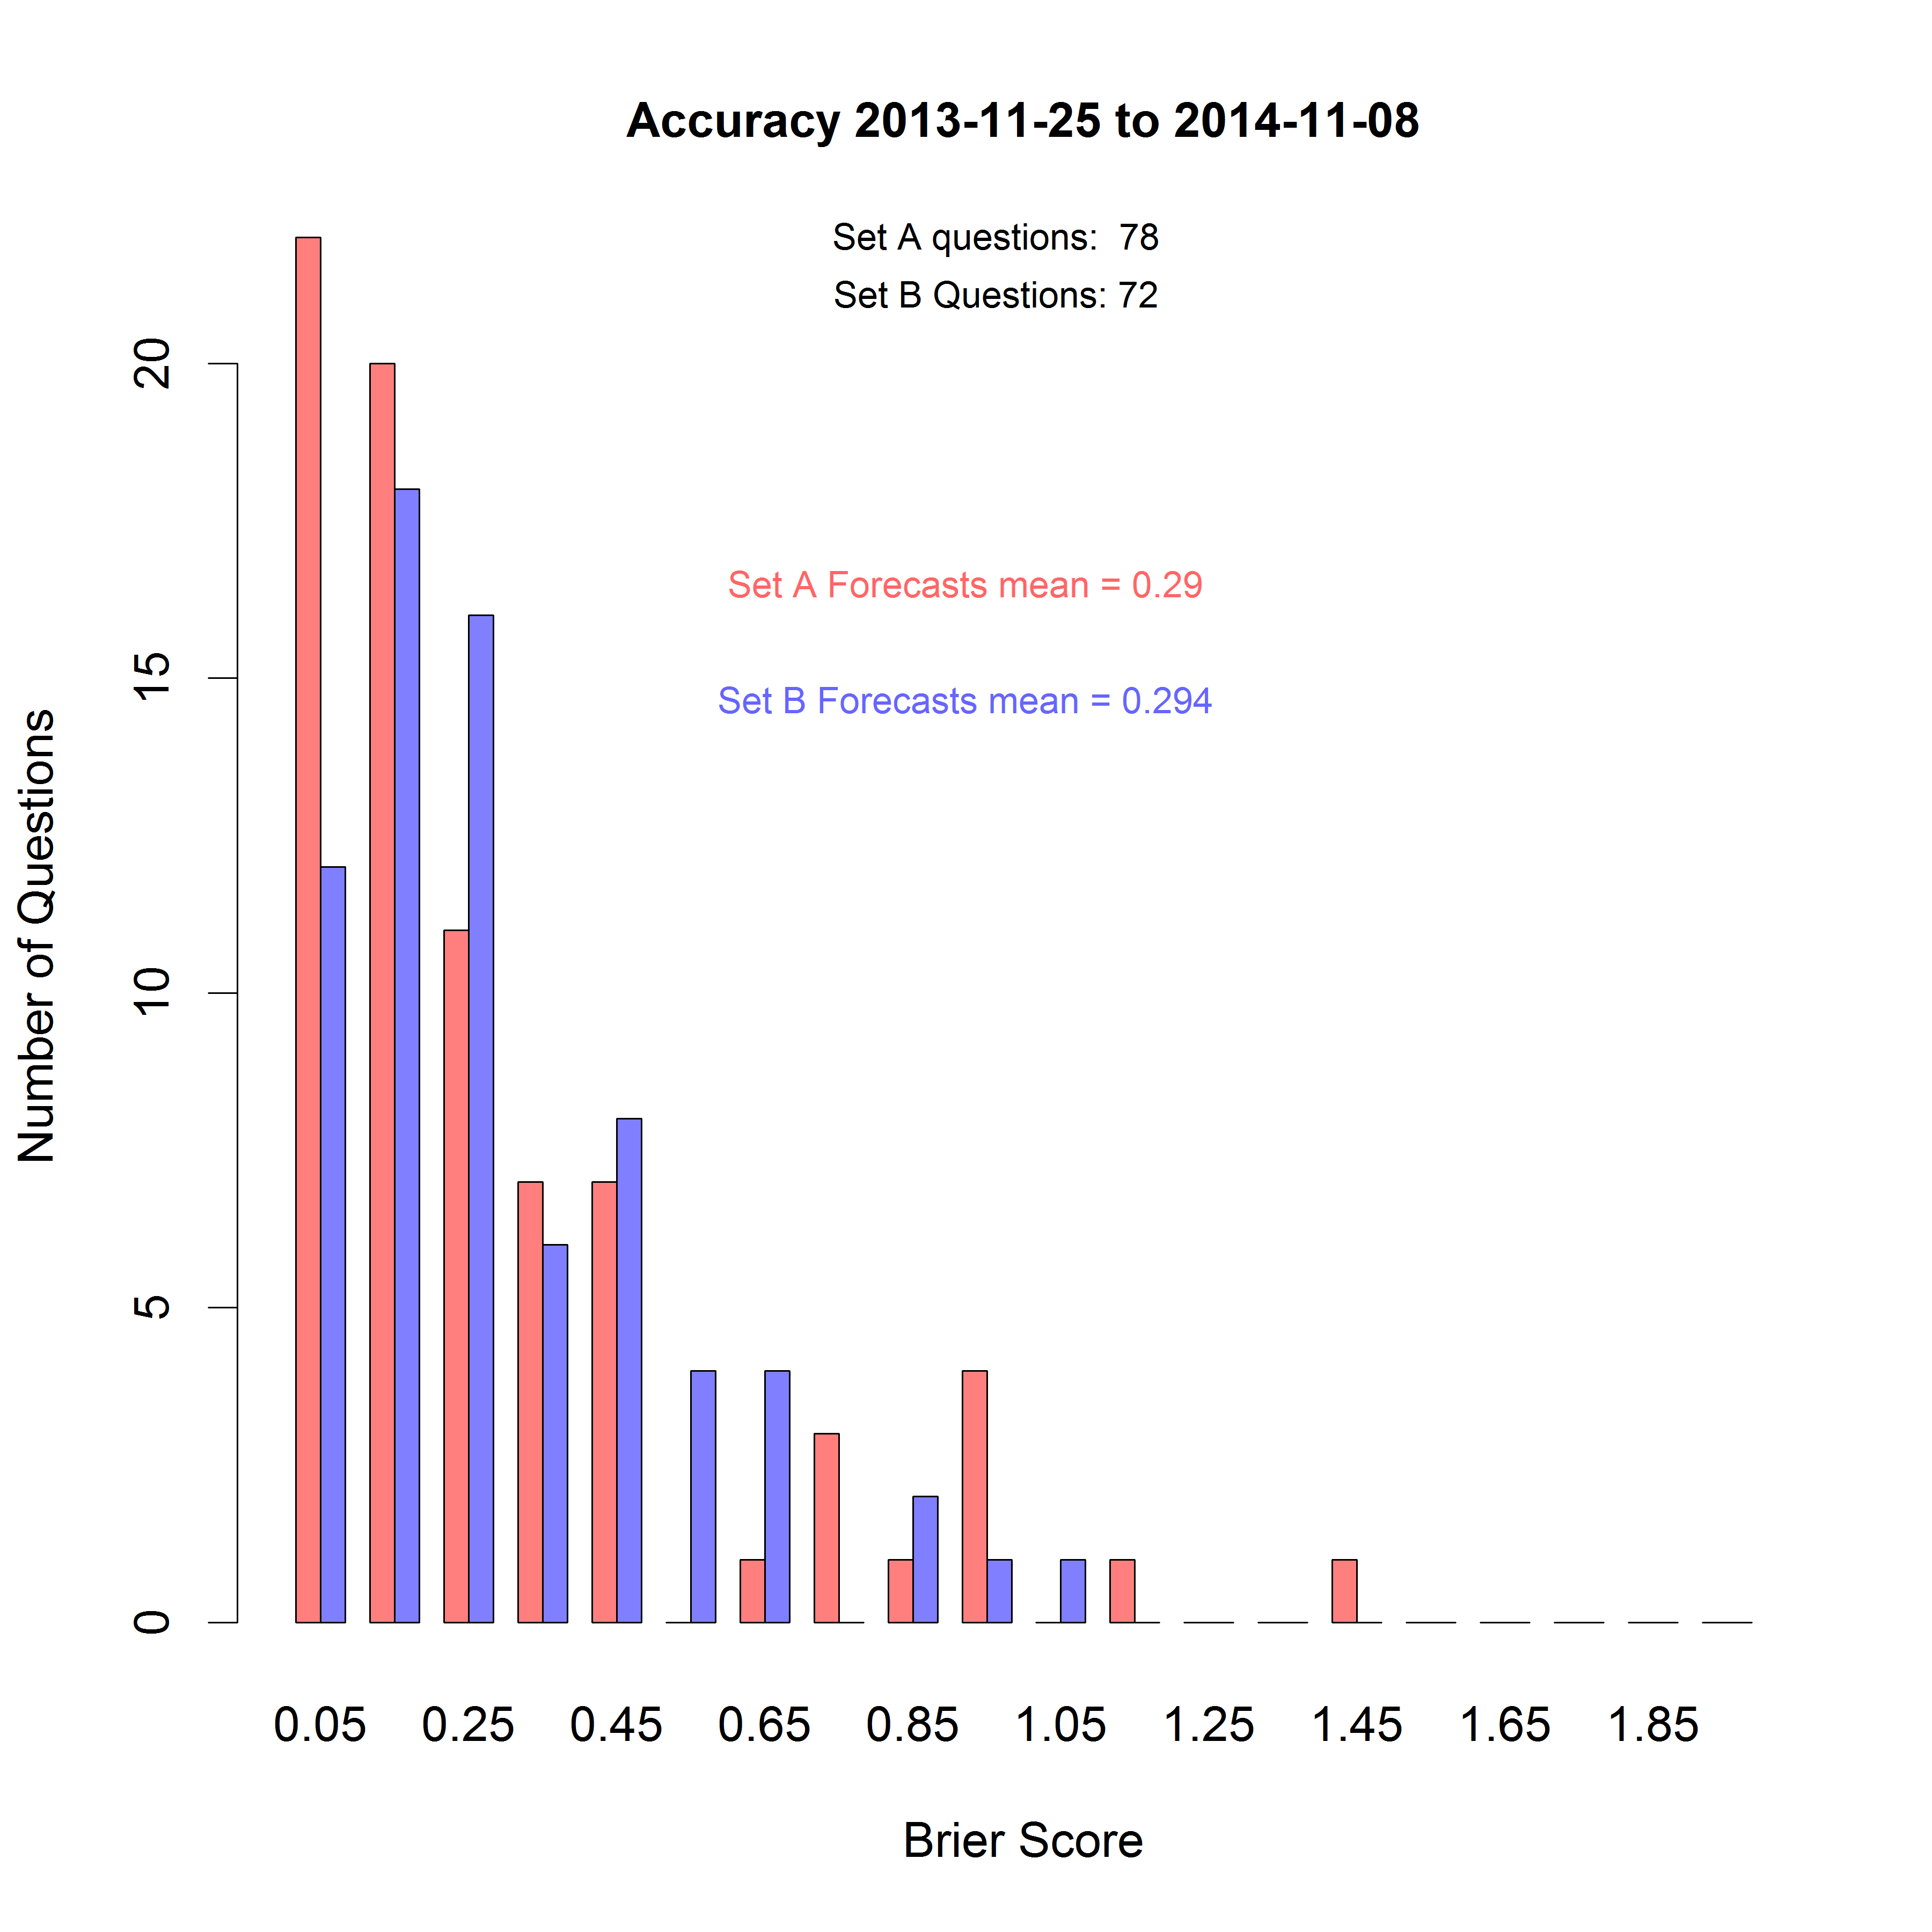 Accuracy 2013-11-25 to 2014-11-08
Set A questions:  78
Set B Questions: 72
Set A Forecasts mean = 0.29
Set B Forecasts mean = 0.294
Number of Questions
20
15
10
5
0
0.05 0.25 0.45 0.65 0.85 1.05 1.25 1.45 1.65 1.85
Brier Score